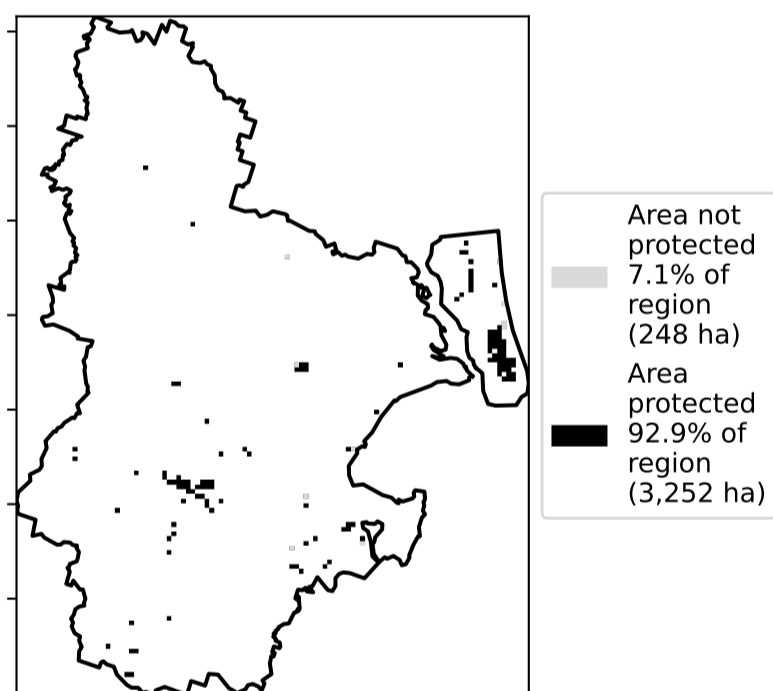 Area not
protected
7.1% of
region
(248 ha)
Area
protected
92.9% of
region
(3,252 ha)